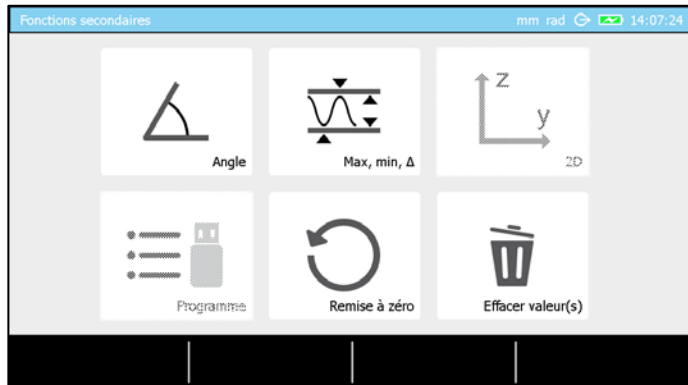 Fonctions secondaires
mm rad 14:07:24
Angle
Max, min, Δ
z
y
2D
Programme
Remise à zéro
Effacer valeur(s)